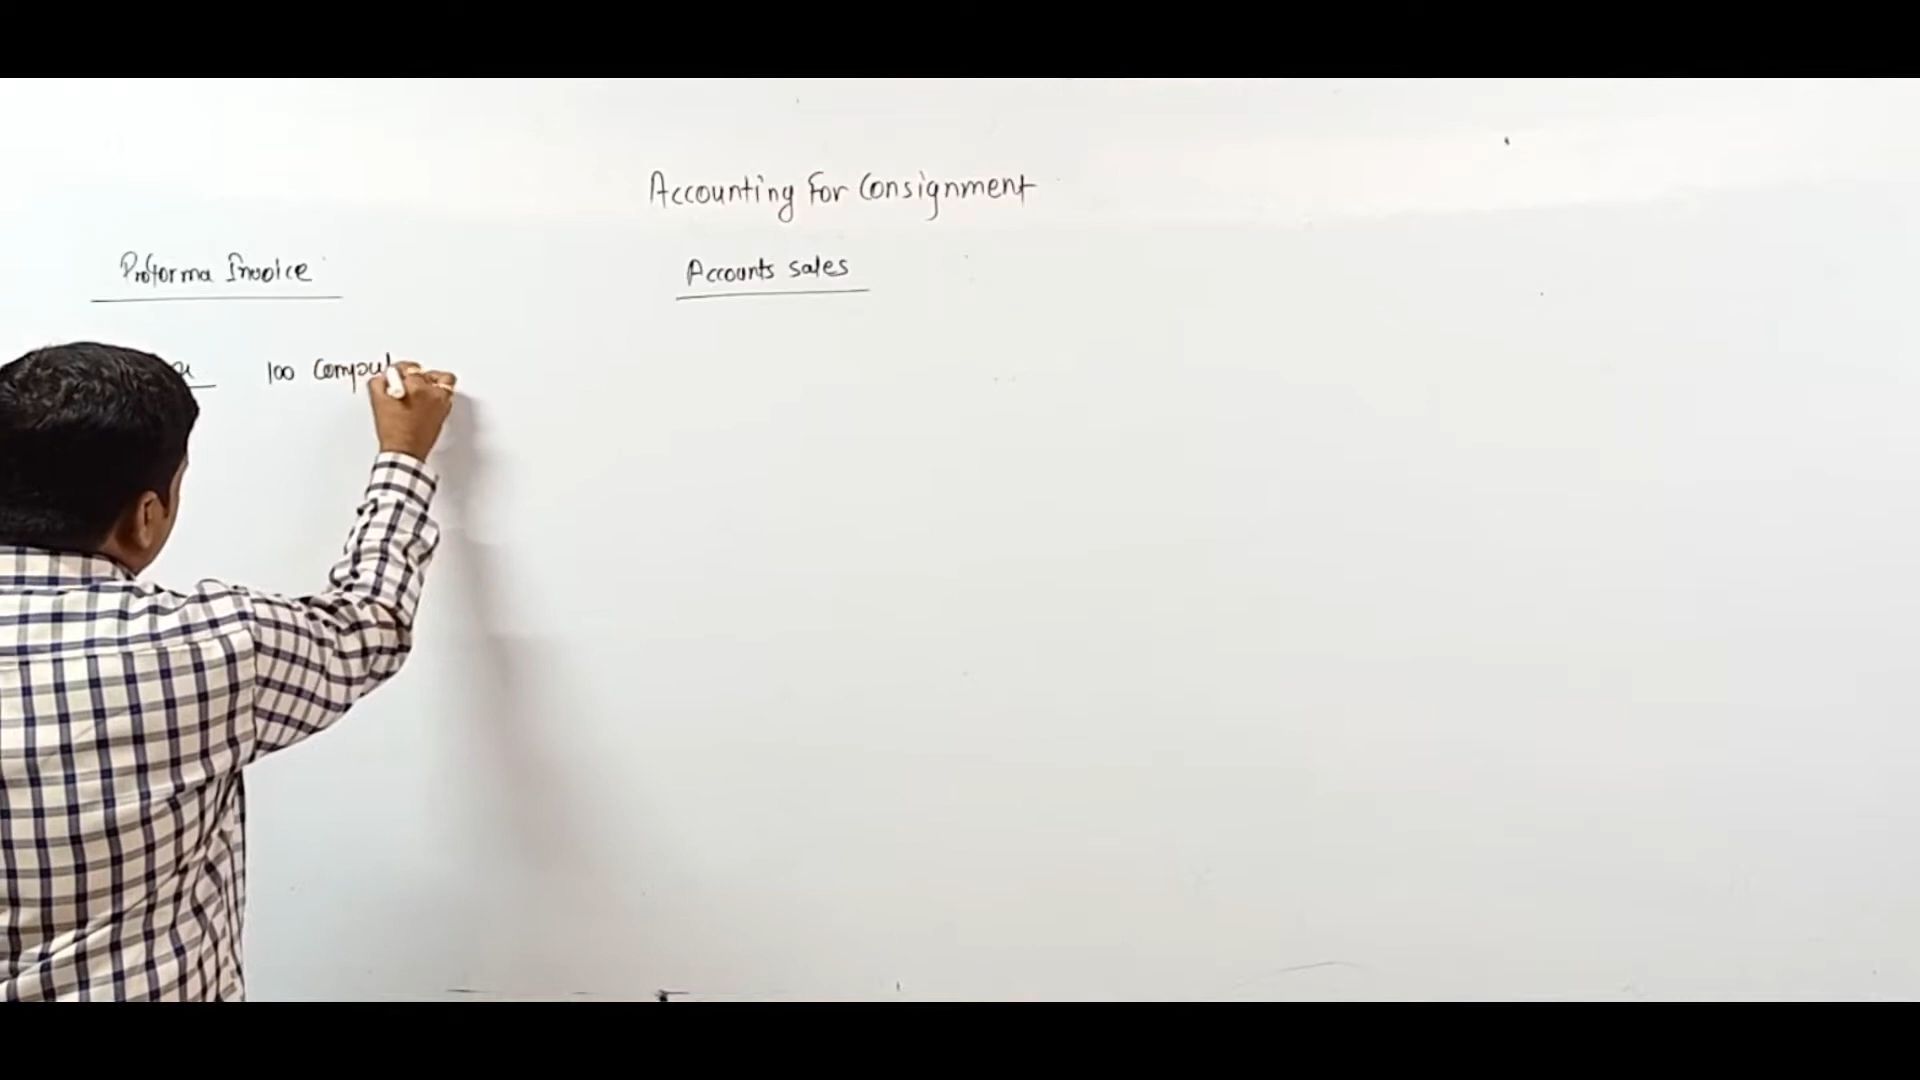 Accounting For Consignment
Proforma Invoice
Accounts sales
100 Comput